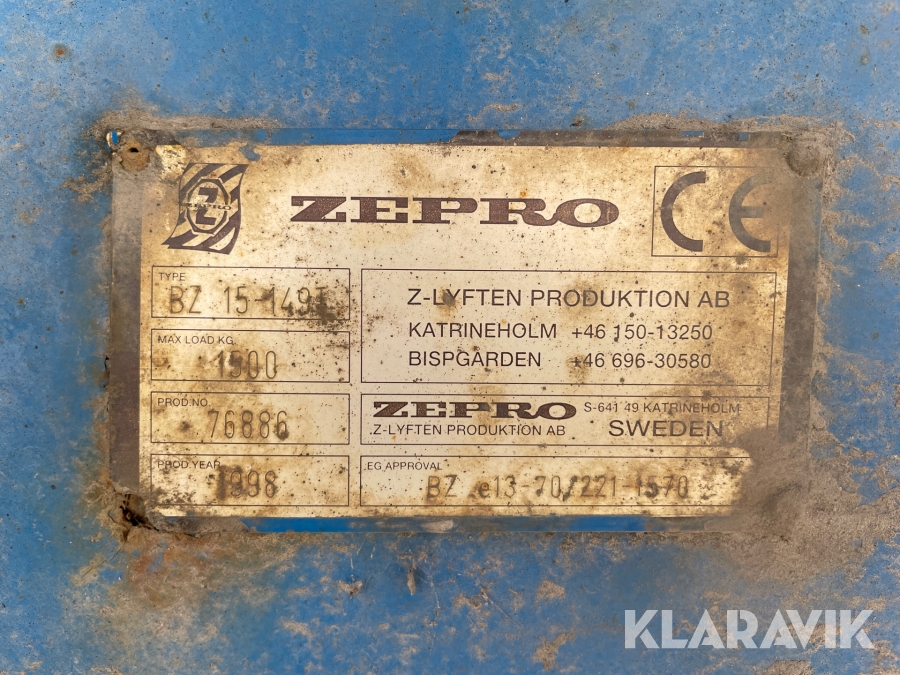 KLARAVIK
Z
ZEPRO
CE
TYPE
BZ 15-149T
MAX LOAD KG.
1500
PROD.NO.
76886
PROD.YEAR
1998
Z-LYFTEN PRODUKTION AB
KATRINEHOLM +46 150-13250
BISPGÅRDEN +46 696-30580
ZEPRO S-641 49 KATRINEHOLM
Z-LYFTEN PRODUKTION AB SWEDEN
EG APPROVAL
BZ e13-70/221-1570
KLARAVIK